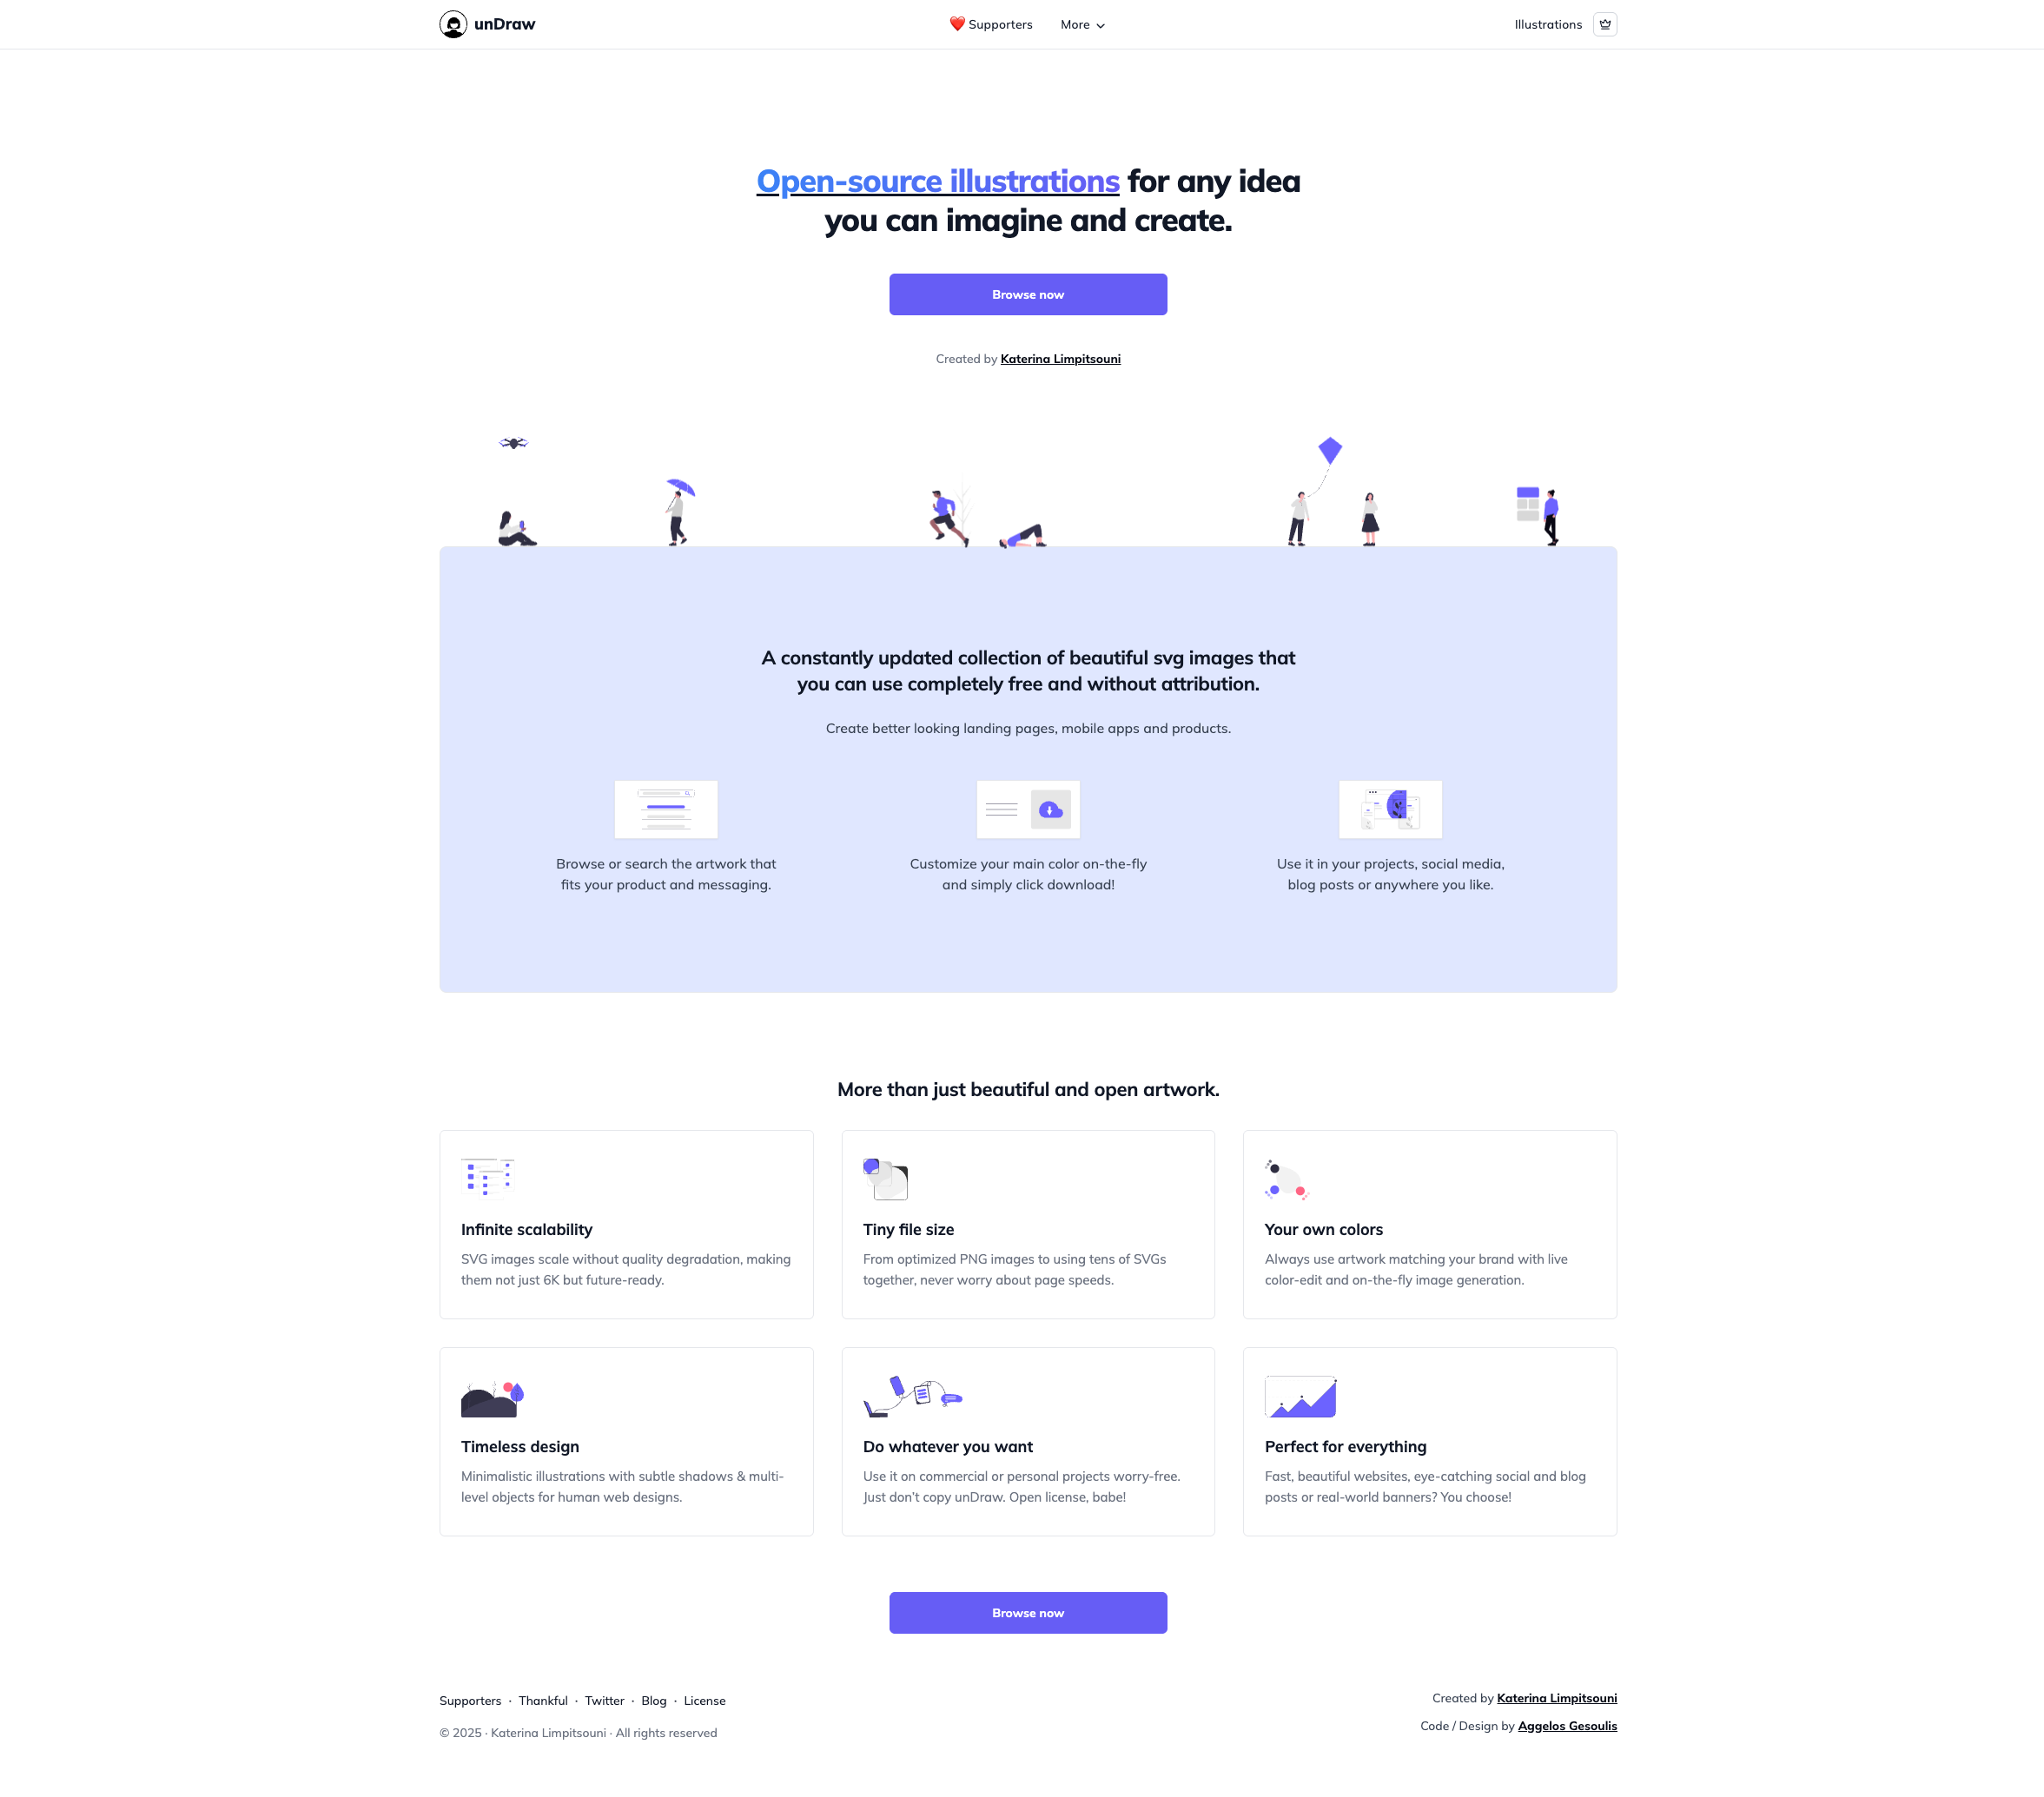 unDraw
❤️ Supporters
More
Illustrations
Open-source illustrations for any idea
you can imagine and create.
Browse now
Created by Katerina Limpitsouni
A constantly updated collection of beautiful svg images that
you can use completely free and without attribution.
Create better looking landing pages, mobile apps and products.
Browse or search the artwork that
fits your product and messaging.
Customize your main color on-the-fly
and simply click download!
Use it in your projects, social media,
blog posts or anywhere you like.
More than just beautiful and open artwork.
Infinite scalability
SVG images scale without quality degradation, making
them not just 6K but future-ready.
Tiny file size
From optimized PNG images to using tens of SVGs
together, never worry about page speeds.
Your own colors
Always use artwork matching your brand with live
color-edit and on-the-fly image generation.
Timeless design
Minimalistic illustrations with subtle shadows & multi-
level objects for human web designs.
Do whatever you want
Use it on commercial or personal projects worry-free.
Just don’t copy unDraw. Open license, babe!
Perfect for everything
Fast, beautiful websites, eye-catching social and blog
posts or real-world banners? You choose!
Browse now
Supporters · Thankful · Twitter · Blog · License
© 2025 · Katerina Limpitsouni · All rights reserved
Created by Katerina Limpitsouni
Code / Design by Aggelos Gesoulis